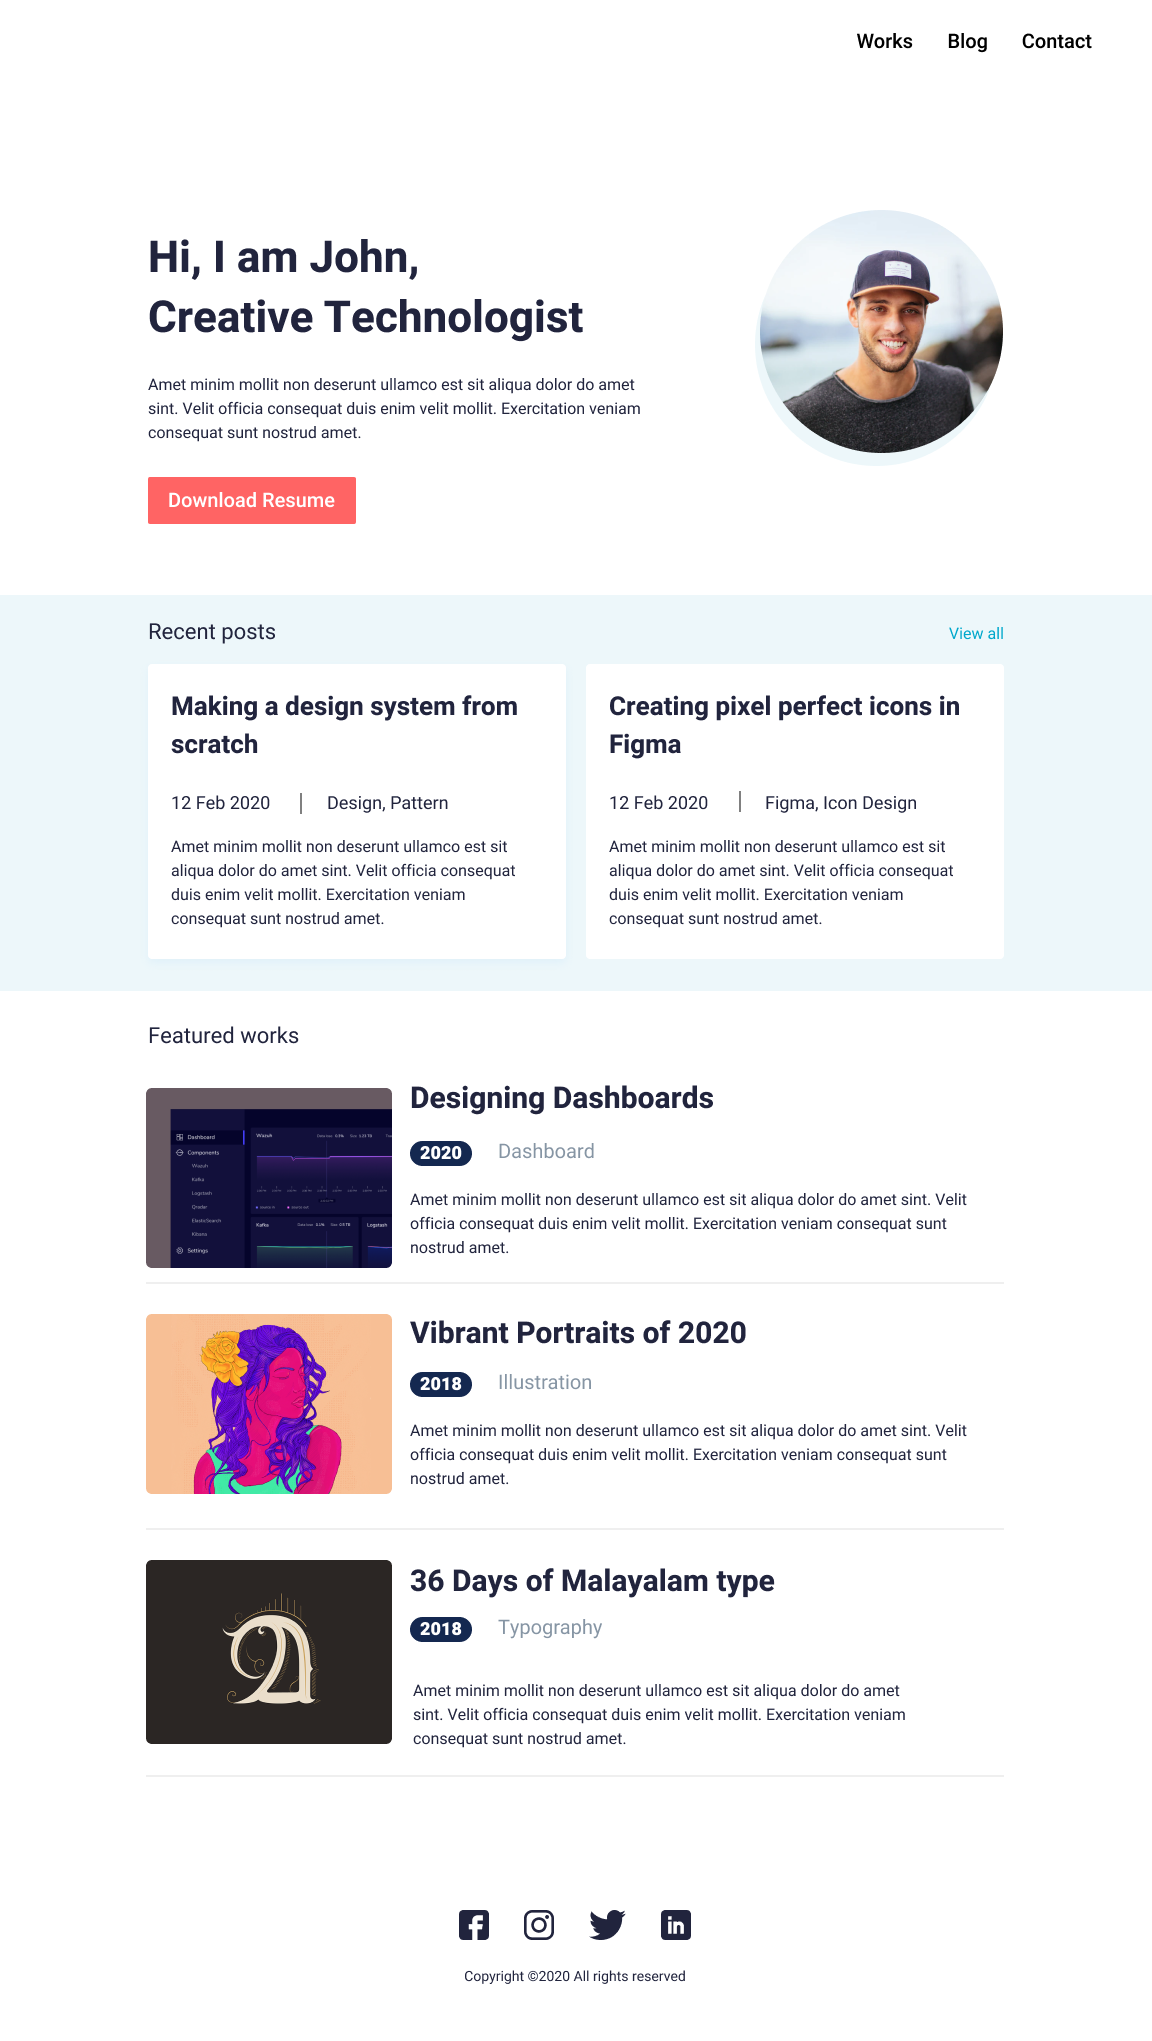 Works Blog Contact
Hi, I am John,
Creative Technologist
Amet minim mollit non deserunt ullamco est sit aliqua dolor do amet
sint. Velit officia consequat duis enim velit mollit. Exercitation veniam
consequat sunt nostrud amet.
Download Resume
Recent posts
View all
Making a design system from
scratch
12 Feb 2020 | Design, Pattern
Amet minim mollit non deserunt ullamco est sit
aliqua dolor do amet sint. Velit officia consequat
duis enim velit mollit. Exercitation veniam
consequat sunt nostrud amet.
Creating pixel perfect icons in
Figma
12 Feb 2020 | Figma, Icon Design
Amet minim mollit non deserunt ullamco est sit
aliqua dolor do amet sint. Velit officia consequat
duis enim velit mollit. Exercitation veniam
consequat sunt nostrud amet.
Featured works
Dashboard
Components
Wazuh
Kafka
Logstash
Qradar
ElasticSearch
Kibana
Settings
Wazuh
Kafka
Logstash
Designing Dashboards
2020 Dashboard
Amet minim mollit non deserunt ullamco est sit aliqua dolor do amet sint. Velit
officia consequat duis enim velit mollit. Exercitation veniam consequat sunt
nostrud amet.
Vibrant Portraits of 2020
2018 Illustration
Amet minim mollit non deserunt ullamco est sit aliqua dolor do amet sint. Velit
officia consequat duis enim velit mollit. Exercitation veniam consequat sunt
nostrud amet.
36 Days of Malayalam type
2018 Typography
Amet minim mollit non deserunt ullamco est sit aliqua dolor do amet
sint. Velit officia consequat duis enim velit mollit. Exercitation veniam
consequat sunt nostrud amet.
Copyright ©2020 All rights reserved